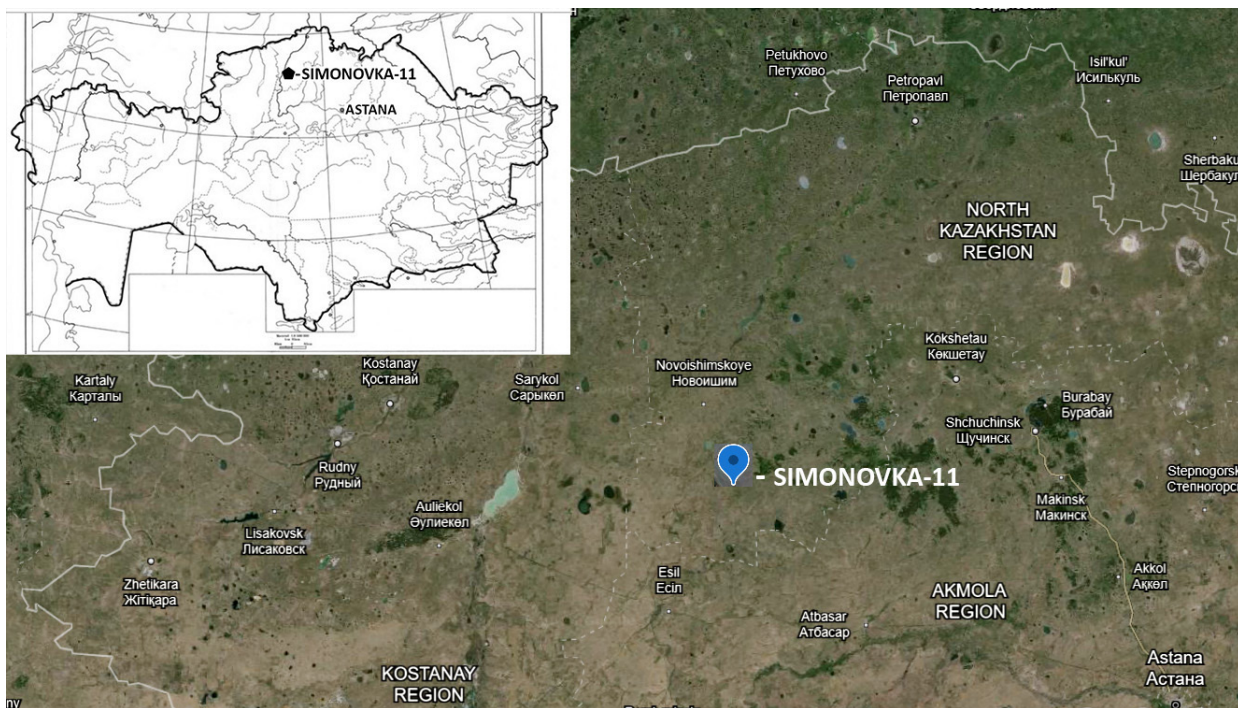 -SIMONOVKA-11
ASTANA
Petukhovo
Петухово
Petropavl
Петропавл
Isil'kul'
Исилькуль
Sherbaku
Шербакул
NORTH
KAZAKHSTAN
REGION
Kostanay
Қостанай
Kartaly
Карталы
Sarykol
Сарыкөл
Novoishimskoye
Новоишим
Kokshetau
Көкшетау
Burabay
Бурабай
Shchuchinsk
Щучинск
Rudny
Рудный
- SIMONOVKA-11
Stepnogorsk
Степногорск
Makinsk
Макинск
Auliekol
Әулиекөл
Lisakovsk
Лисаковск
Zhetikara
Жітіқара
Esil
Есіл
Akkol
Ақкөл
AKMOLA
REGION
Atbasar
Атбасар
Astana
Астана
KOSTANAY
REGION
ny